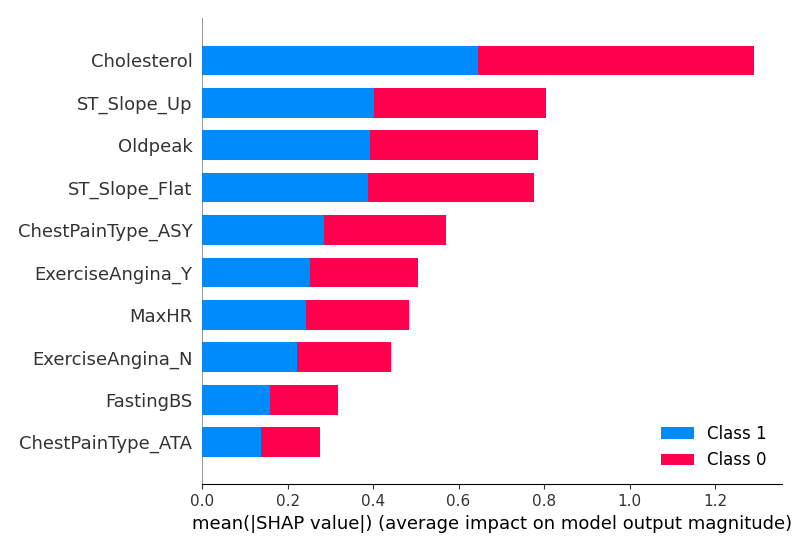 Cholesterol
ST_Slope_Up
Oldpeak
ST_Slope_Flat
ChestPainType_ASY
ExerciseAngina_Y
MaxHR
ExerciseAngina_N
FastingBS
ChestPainType_ATA
Class 1
Class 0
0.0 0.2 0.4 0.6 0.8 1.0 1.2
mean(|SHAP value|) (average impact on model output magnitude)